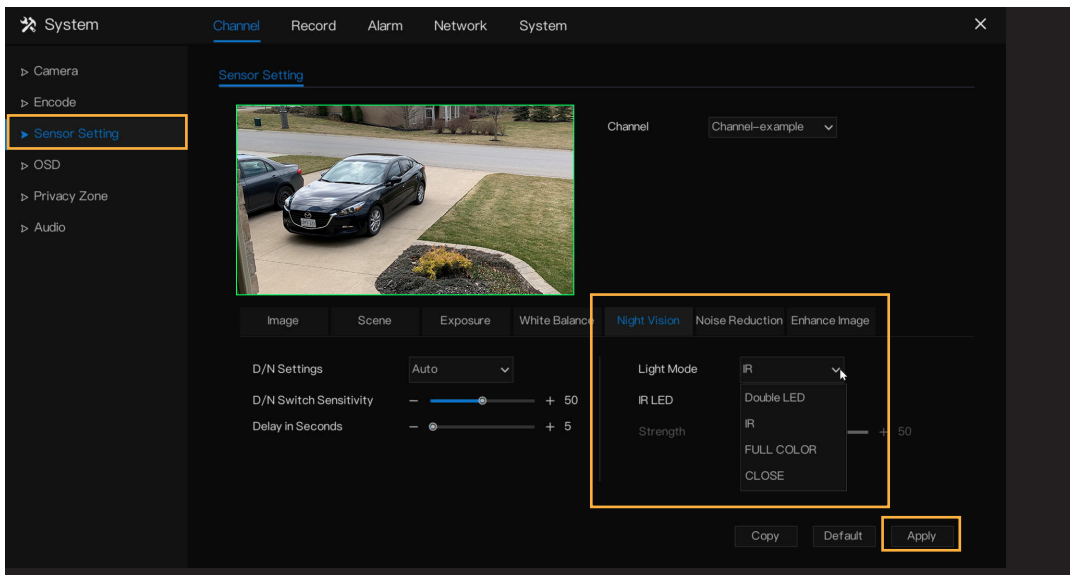 System
Channel Record Alarm Network System
Camera
Encode
Sensor Setting
OSD
Privacy Zone
Audio
Sensor Setting
Channel Channel-example
Image Scene Exposure White Balance Night Vision Noise Reduction Enhance Image
D/N Settings Auto
D/N Switch Sensitivity − + 50
Delay in Seconds − + 5
Light Mode IR
IR LED
Strength + 50
Double LED
IR
FULL COLOR
CLOSE
Copy Default Apply